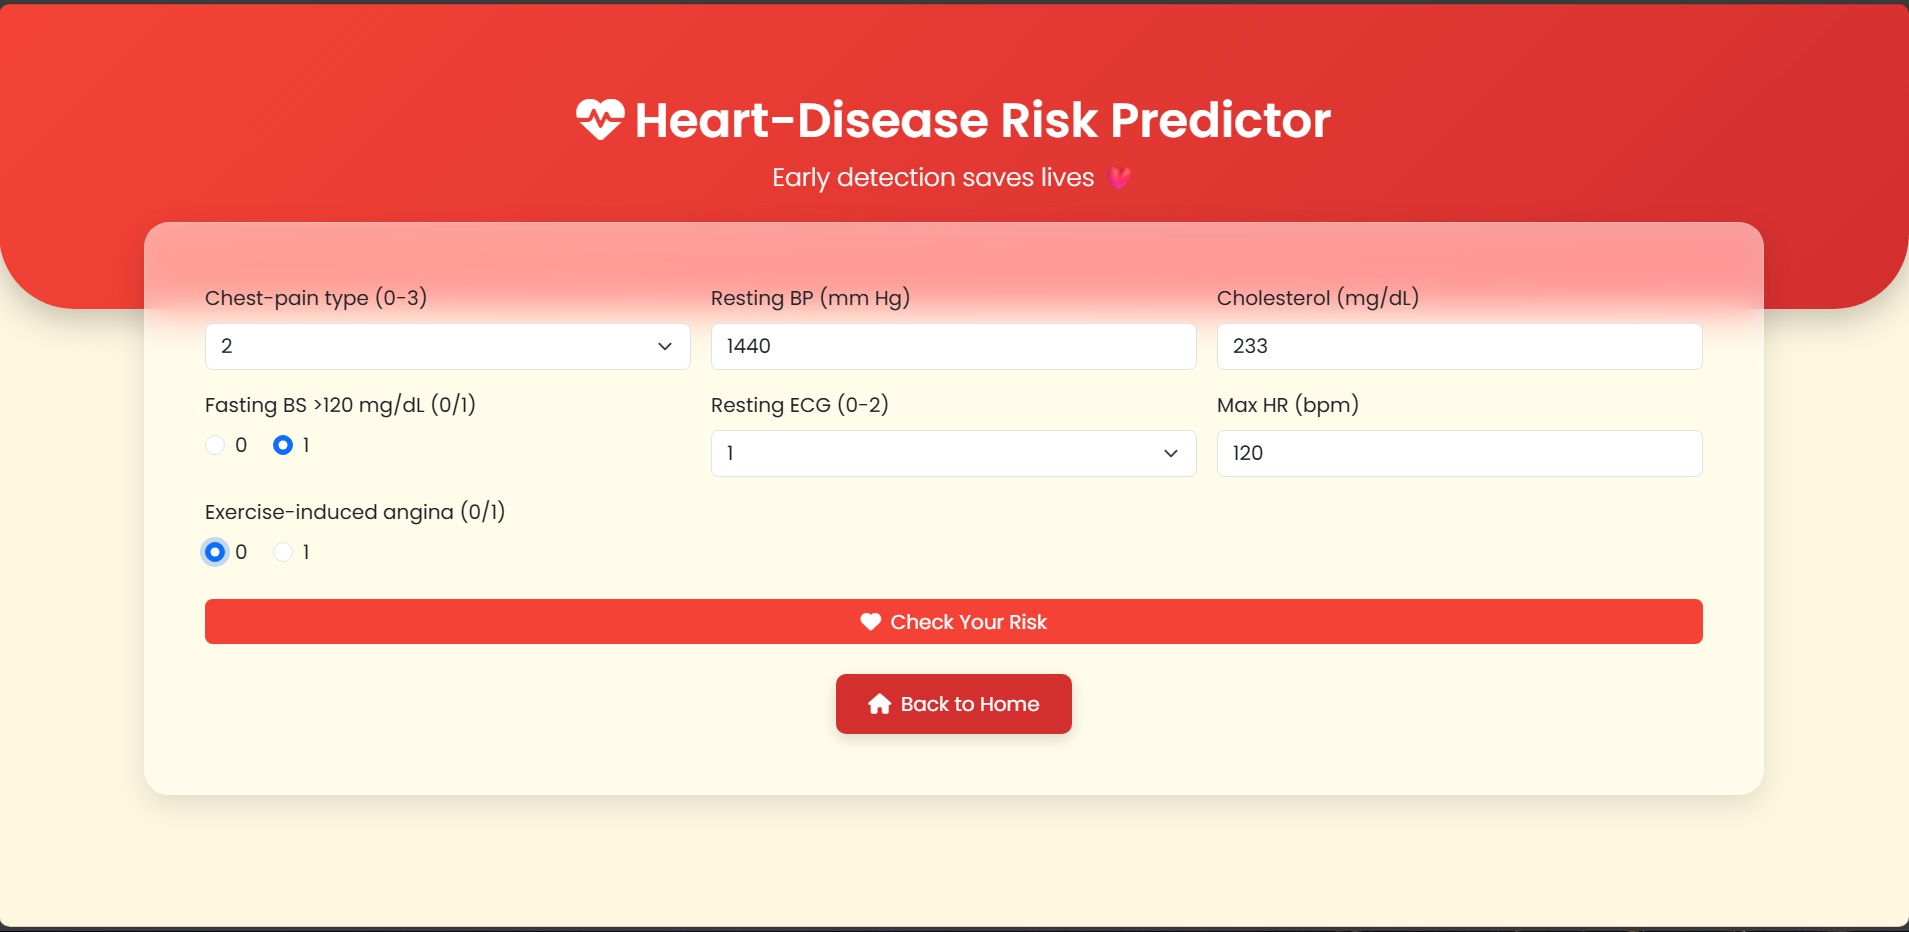 Heart-Disease Risk Predictor
Early detection saves lives
Chest-pain type (0-3)
2
Resting BP (mm Hg)
1440
Cholesterol (mg/dL)
233
Fasting BS >120 mg/dL (0/1)
0 1
Resting ECG (0-2)
1
Max HR (bpm)
120
Exercise-induced angina (0/1)
0 1
Check Your Risk
Back to Home